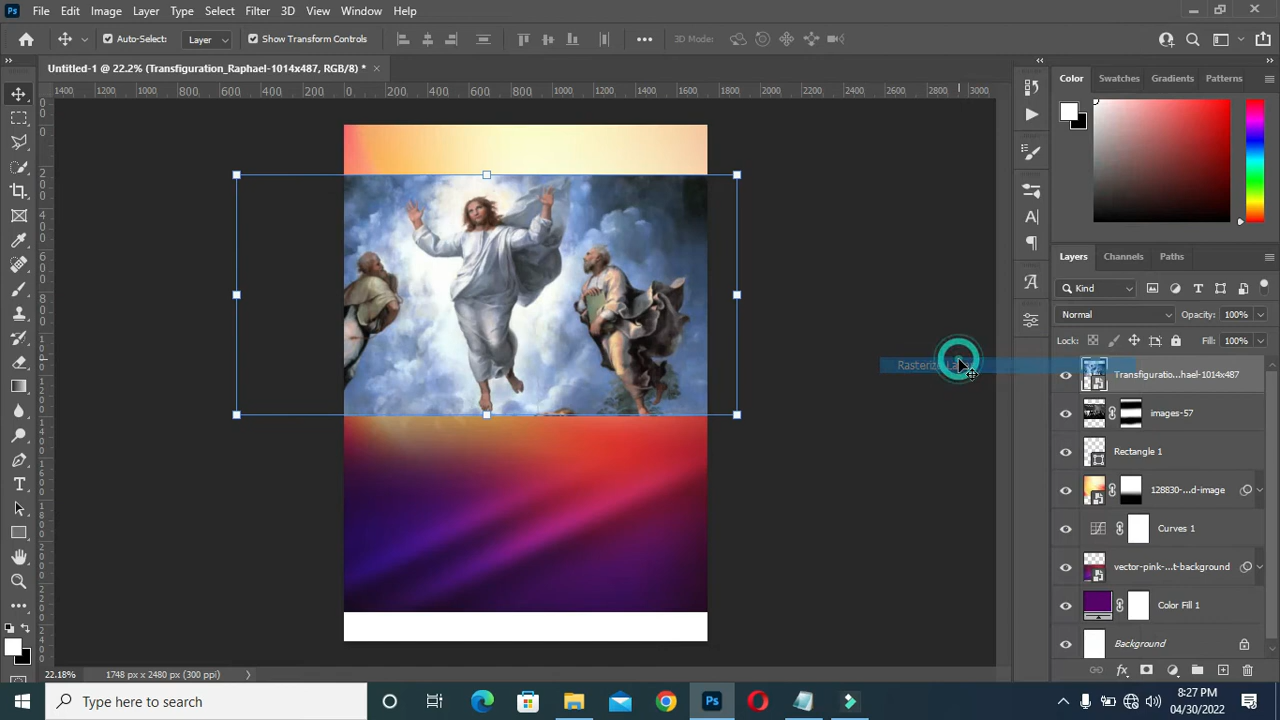 Ps File Edit Image Layer Type Select Filter 3D View Window Help
Auto-Select: Layer Show Transform Controls 3D Mode:
Untitled-1 @ 22.2% (Transfiguration_Raphael-1014x487, RGB/8) *
1400 1200 1000 800 600 400 200 0 200 400 600 800 1000 1200 1400 1600 1800 2000 2200 2400 2600 2800 3000
Color Swatches Gradients Patterns
Layers Channels Paths
Kind
Normal Opacity: 100%
Lock: Fill: 100%
Rasterize
Transfiguratio...hael-1014x487
images-57
Rectangle 1
128830-...d-image
Curves 1
vector-pink-...t-background
Color Fill 1
Background
22.18% 1748 px x 2480 px (300 ppi)
Type here to search
Ps
8:27 PM
04/30/2022